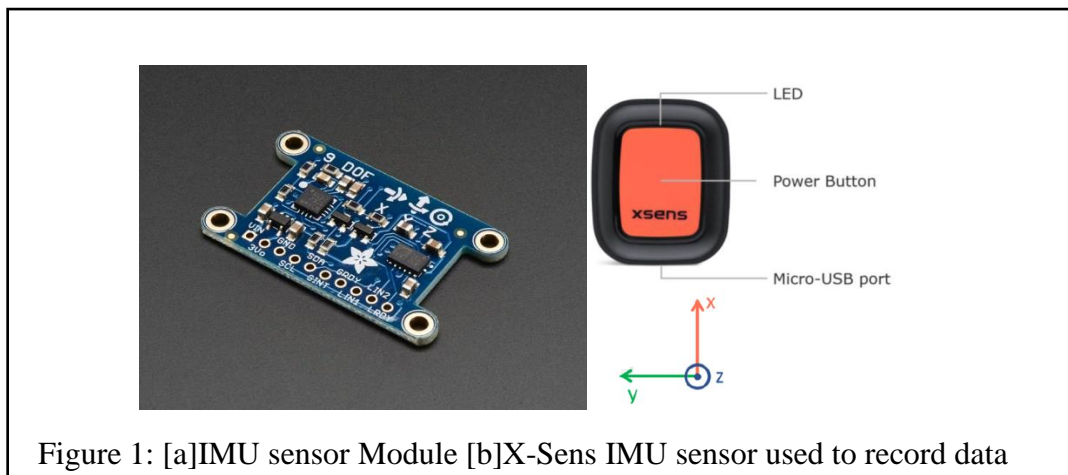 9 DOF
X Y Z
VIN
3Vo
GND
SCL
SDA
GINT
GRDY
LIN1
LIN2
LRDY
LED
Power Button
xsens
Micro-USB port
x
y
z
Figure 1: [a]IMU sensor Module [b]X-Sens IMU sensor used to record data